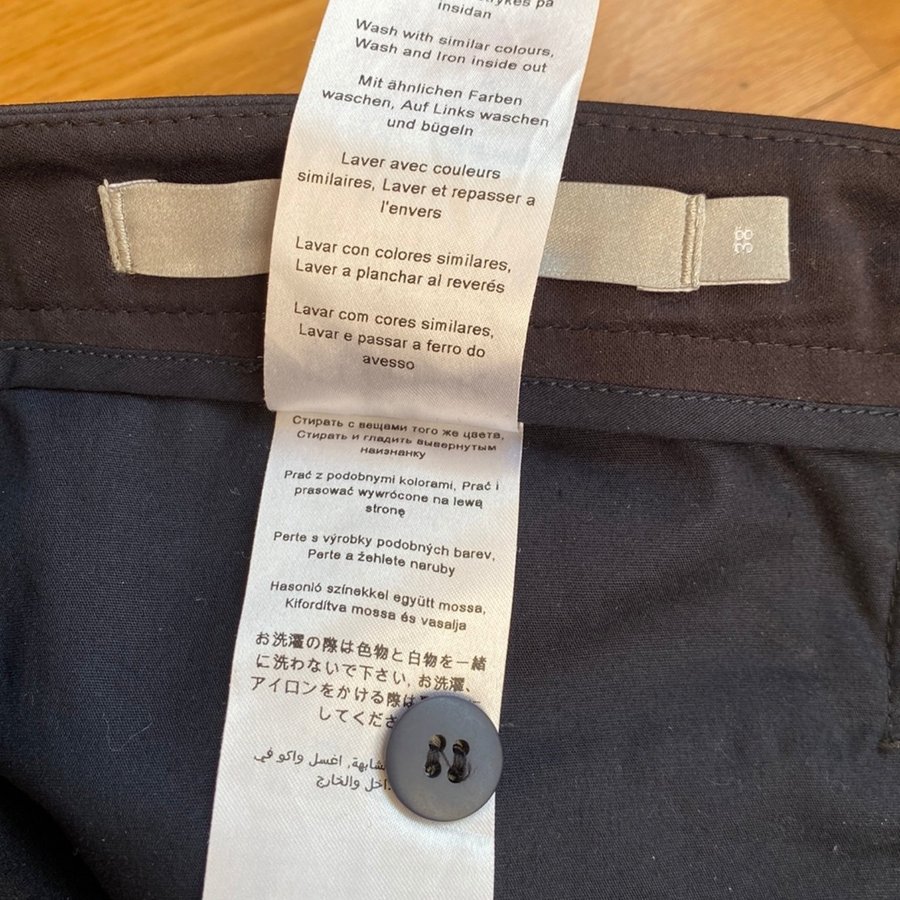 på
insidan
Wash with similar colours,
Wash and Iron inside out
Mit ähnlichen Farben
waschen, Auf Links waschen
und bügeln
Laver avec couleurs
similaires, Laver et repasser a
l'envers
Lavar con colores similares,
Laver a planchar al reverés
Lavar com cores similares,
Lavar e passar a ferro do
avesso
38
Стирать с вещами того же цвета,
Стирать и гладить вывернутым
наизнанку
Prać z podobnymi kolorami, Prać i
prasować wywrócone na lewą
stronę
Perte s výrobky podobných barev,
Perte a žehlete naruby
Hasonló színekkel együtt mossa,
Kifordítva mossa és vasalja
お洗濯の際は色物と白物を一緒
に洗わないで下さい, お洗濯、
アイロンをかける際は
してくださ
اغسل واكو في
والخارج